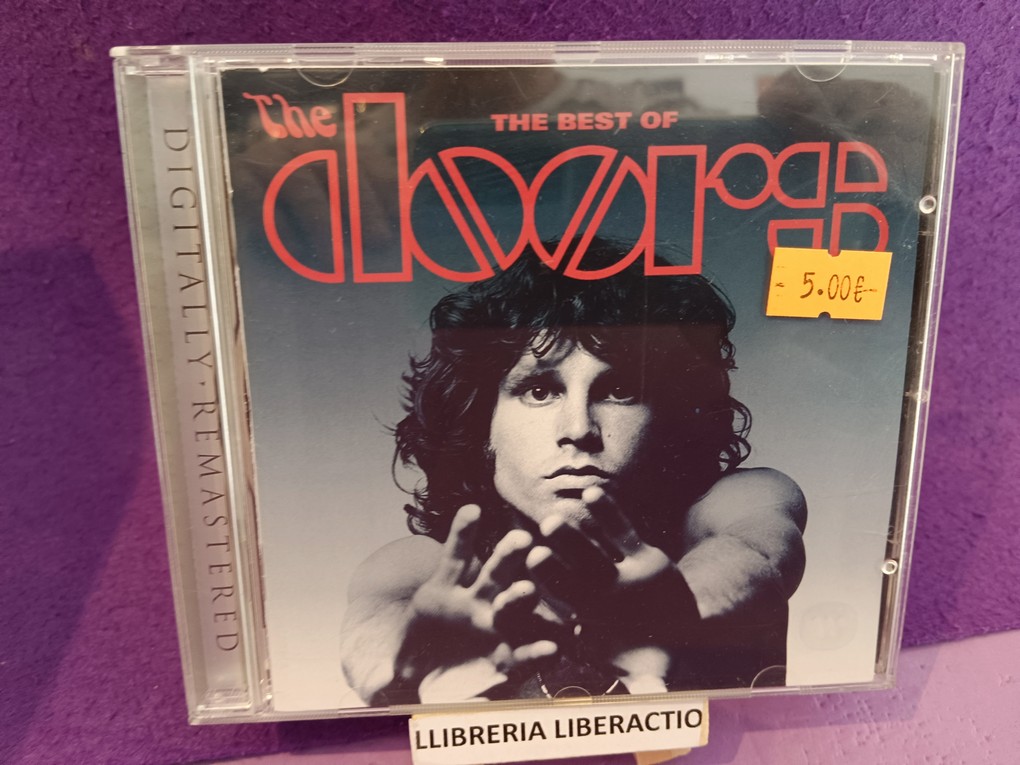 The
THE BEST OF
doors
5.00€
DIGITALLY · REMASTERED
LLIBRERIA LIBERACTIO